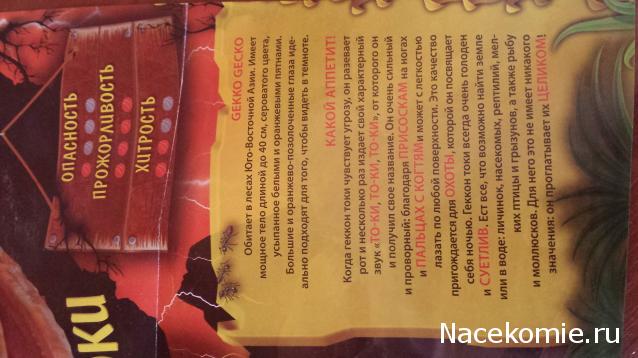 ОПАСНОСТЬ
ПРОЖОРЛИВОСТЬ
ХИТРОСТЬ
ОКИ
GEKKO GECKO
Обитает в лесах Юго-Восточной Азии. Имеет
мощное тело длиной до 40 см, сероватого цвета,
усыпанное белыми и оранжевыми пятнами.
Большие и оранжево-позолоченные глаза иде-
ально подходят для того, чтобы видеть в темноте.
КАКОЙ АППЕТИТ!
Когда геккон токи чувствует угрозу, он разевает
рот и несколько раз издает свой характерный
звук «ТО-КИ, ТО-КИ, ТО-КИ!», от которого он
и получил свое название. Он очень сильный
и проворный: благодаря ПРИСОСКАМ на ногах
и ПАЛЬЦАХ С КОГТЯМИ может с легкостью
лазать по любой поверхности. Это качество
пригождается для ОХОТЫ, которой он посвящает
себя ночью. Геккон токи всегда очень голоден
и СУЕТЛИВ. Ест все, что возможно найти на земле
или в воде: личинок, насекомых, рептилий, мел-
ких птицы и грызунов, а также рыбу
и моллюсков. Для него это не имеет никакого
значения: он проглатывает их ЦЕЛИКОМ!
Nacekomie.ru